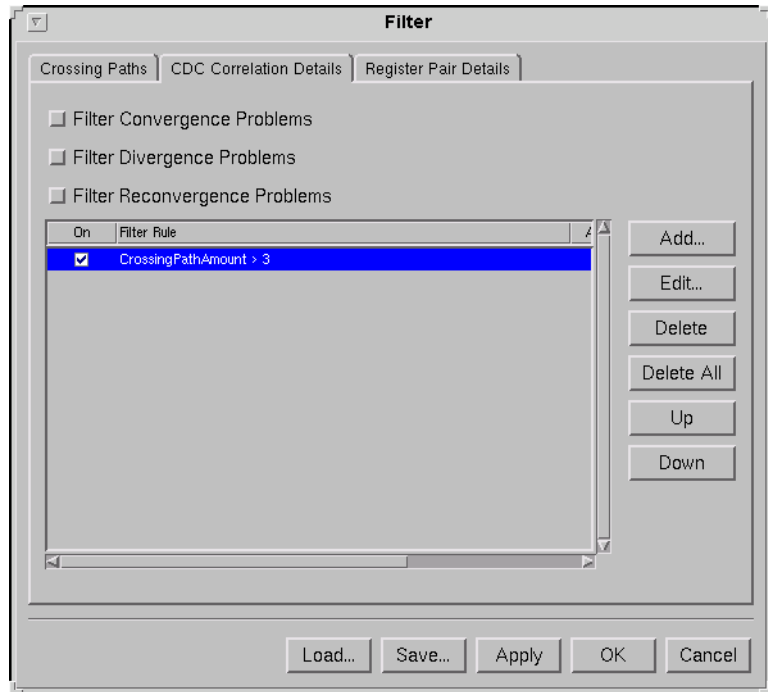 Filter
Crossing Paths CDC Correlation Details Register Pair Details
Filter Convergence Problems
Filter Divergence Problems
Filter Reconvergence Problems
On Filter Rule
CrossingPathAmount > 3
Add...
Edit...
Delete
Delete All
Up
Down
Load... Save... Apply OK Cancel